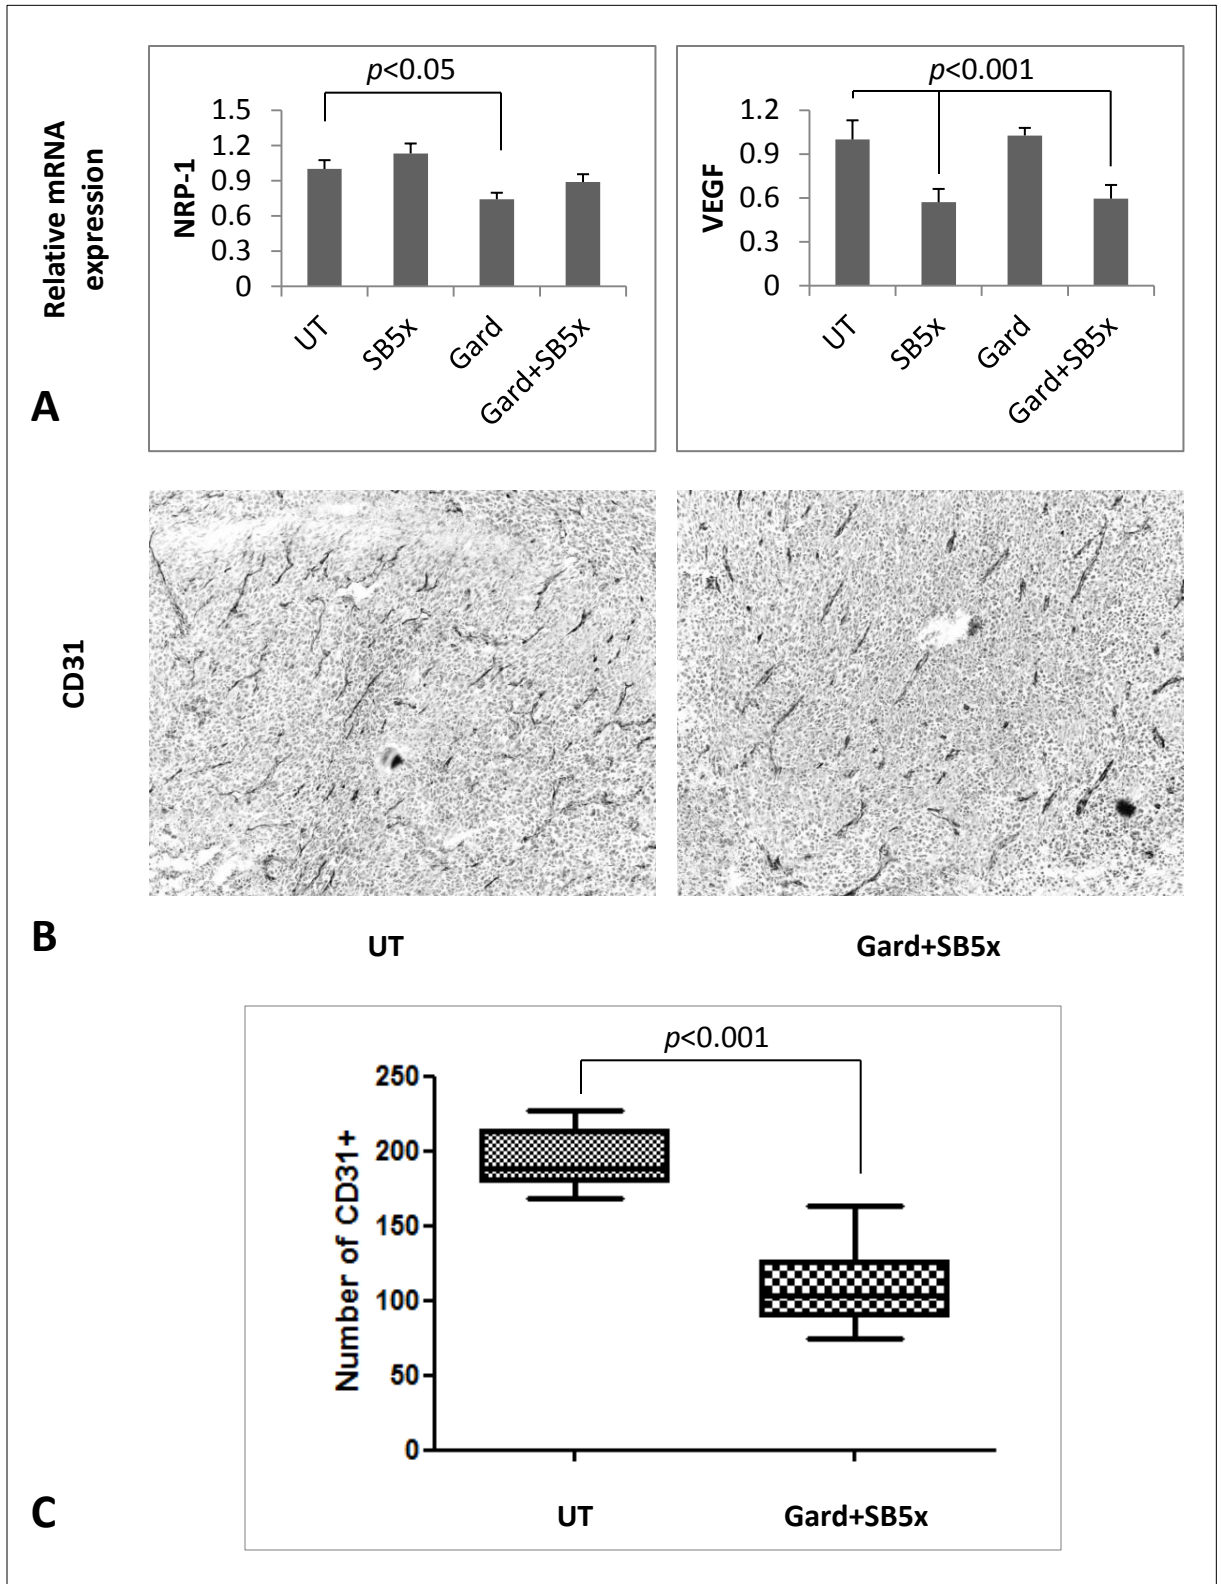 p<0.05
p<0.001
Relative mRNA
expression
NRP-1
1.5
1.2
0.9
0.6
0.3
0
UT
SB5x
Gard
Gard+SB5x
VEGF
1.2
0.9
0.6
0.3
0
UT
SB5x
Gard
Gard+SB5x
A
CD31
B
UT
Gard+SB5x
p<0.001
Number of CD31+
250
200
150
100
50
0
UT
Gard+SB5x
C